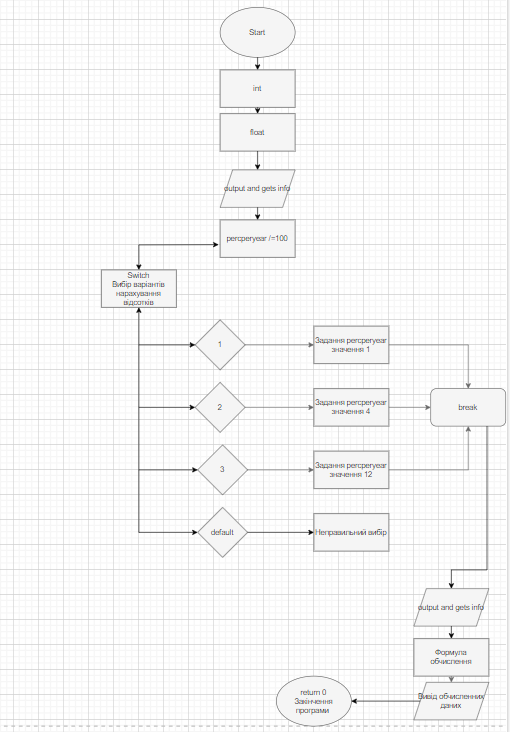 Start
int
float
output and gets info
percperyear /=100
Switch
Вибір варіантів
нарахування
відсотків
1
Задання percperyear
значення 1
2
Задання percperyear
значення 4
break
3
Задання percperyear
значення 12
default
Неправильний вибір
output and gets info
Формула
обчислення
Вивід обчисленних
даних
return 0
Закінчення
програми